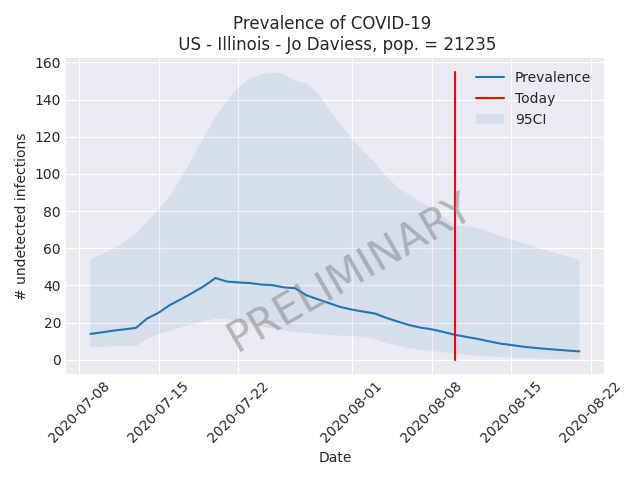 Prevalence of COVID-19
US - Illinois - Jo Daviess, pop. = 21235
160
140
120
100
80
60
40
20
0
# undetected infections
Prevalence
Today
95CI
PRELIMINARY
2020-07-08
2020-07-15
2020-07-22
2020-08-01
2020-08-08
2020-08-15
2020-08-22
Date